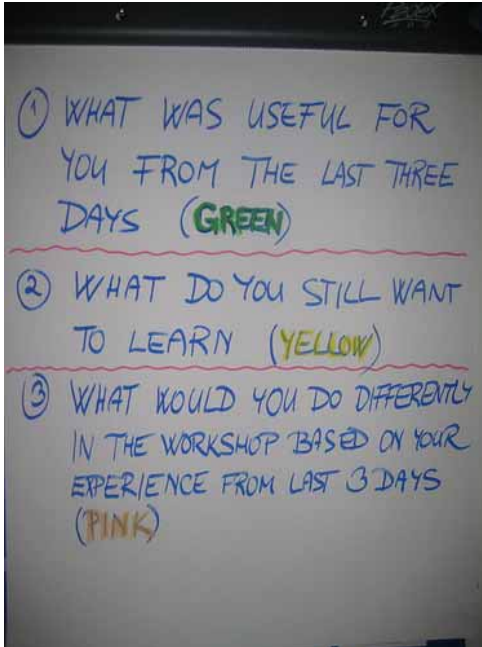 ① WHAT WAS USEFUL FOR
YOU FROM THE LAST THREE
DAYS (GREEN)
② WHAT DO YOU STILL WANT
TO LEARN (YELLOW)
③ WHAT WOULD YOU DO DIFFERENTLY
IN THE WORKSHOP BASED ON YOUR
EXPERIENCE FROM LAST 3 DAYS
(PINK)